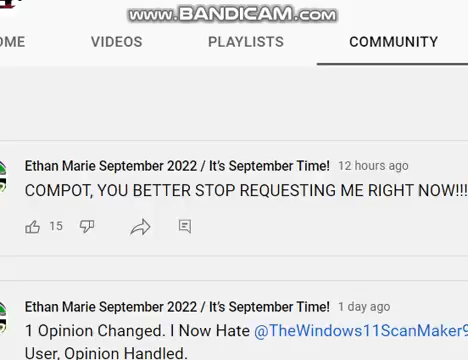 www.BANDICAM.com
OME VIDEOS PLAYLISTS COMMUNITY
Ethan Marie September 2022 / It's September Time! 12 hours ago
COMPOT, YOU BETTER STOP REQUESTING ME RIGHT NOW!!!
15
Ethan Marie September 2022 / It's September Time! 1 day ago
1 Opinion Changed. I Now Hate @TheWindows11ScanMaker9
User, Opinion Handled.